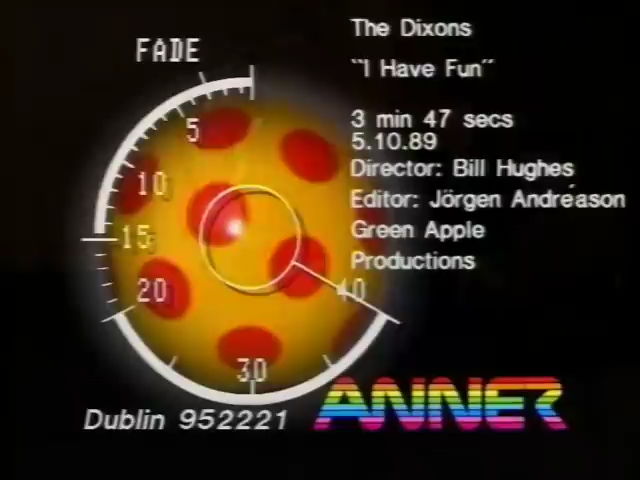 FADE
The Dixons
"I Have Fun"
5
3 min 47 secs
5.10.89
Director: Bill Hughes
10
Editor: Jörgen Andréason
15
Green Apple
Productions
20
40
30
Dublin 952221
ANNER